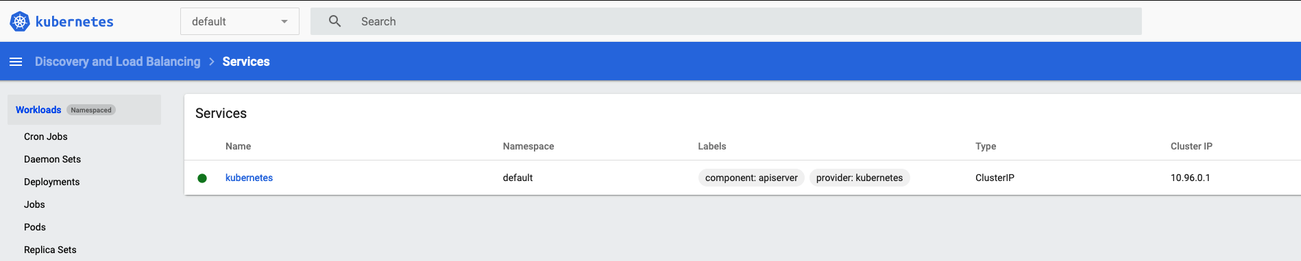 kubernetes default Search
Discovery and Load Balancing > Services
Workloads Namespaced
Cron Jobs
Daemon Sets
Deployments
Jobs
Pods
Replica Sets
Services
Name Namespace Labels Type Cluster IP
kubernetes default component: apiserver provider: kubernetes ClusterIP 10.96.0.1